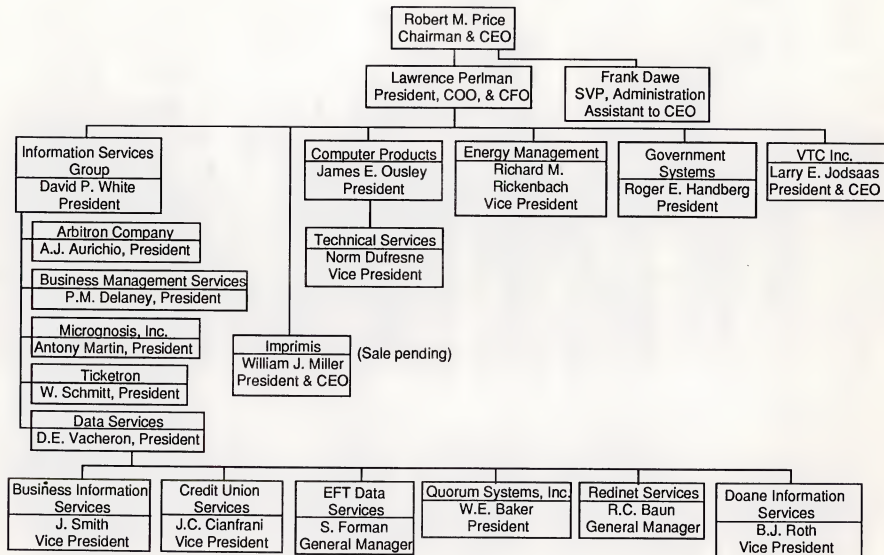 Robert M. Price
Chairman & CEO
Lawrence Perlman
President, COO, & CFO
Frank Dawe
SVP, Administration
Assistant to CEO
Information Services
Group
David P. White
President
Computer Products
James E. Ousley
President
Energy Management
Richard M.
Rickenbach
Vice President
Government
Systems
Roger E. Handberg
President
VTC Inc.
Larry E. Jodsaas
President & CEO
Arbitron Company
A.J. Aurichio, President
Technical Services
Norm Dufresne
Vice President
Business Management Services
P.M. Delaney, President
Micrognosis, Inc.
Antony Martin, President
Imprimis
William J. Miller
President & CEO
(Sale pending)
Ticketron
W. Schmitt, President
Data Services
D.E. Vacheron, President
Business Information
Services
J. Smith
Vice President
Credit Union
Services
J.C. Cianfrani
Vice President
EFT Data
Services
S. Forman
General Manager
Quorum Systems, Inc.
W.E. Baker
President
Redinet Services
R.C. Baun
General Manager
Doane Information
Services
B.J. Roth
Vice President